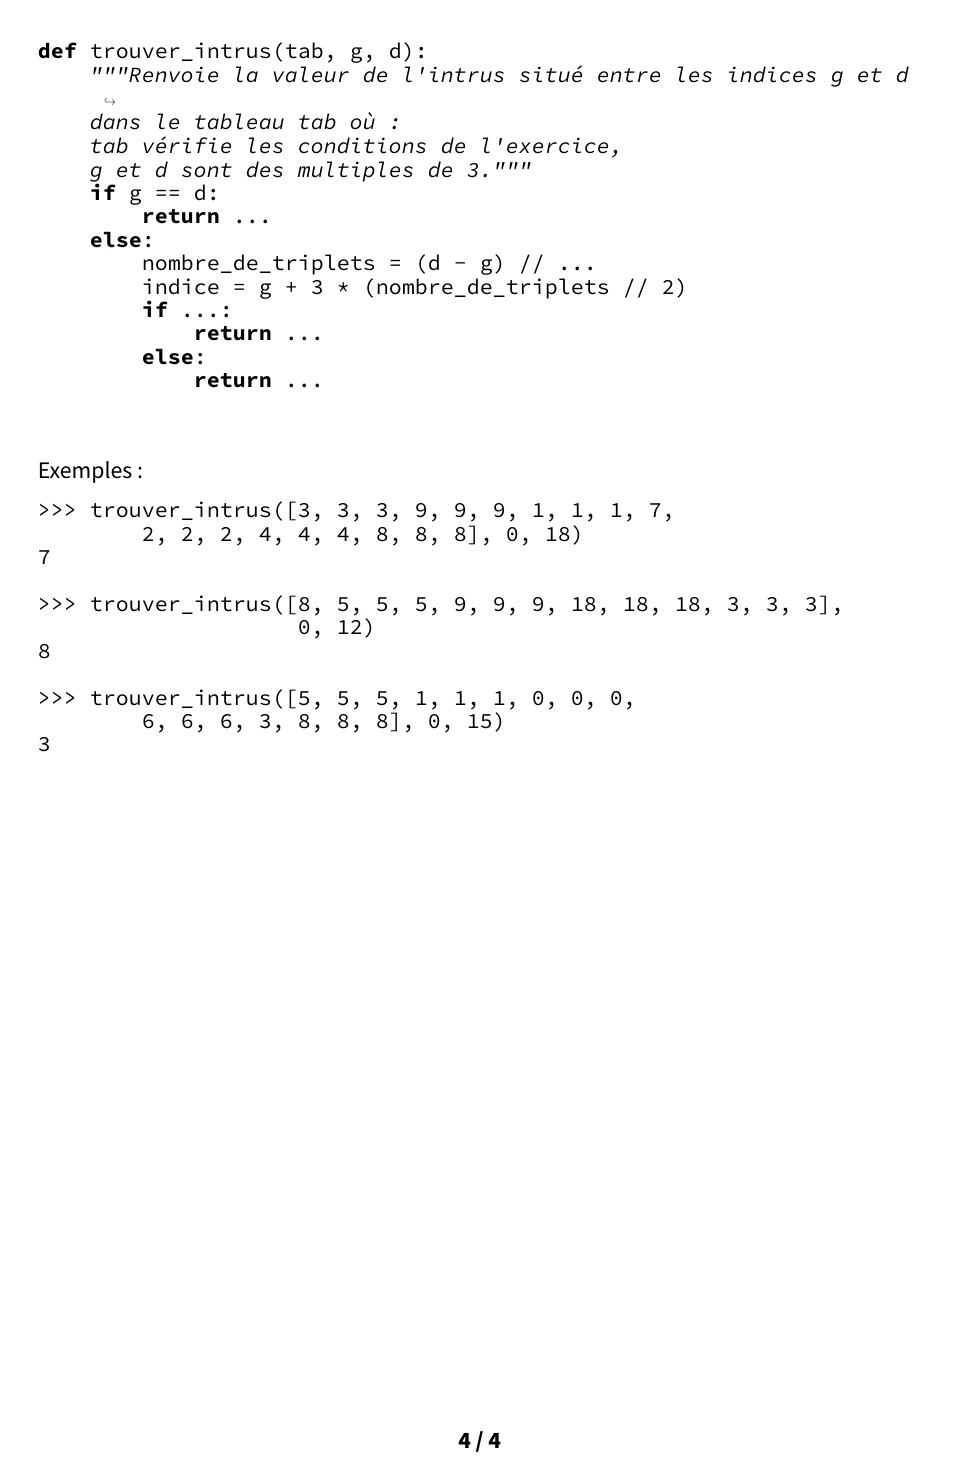 def trouver_intrus(tab, g, d):
    """Renvoie la valeur de l'intrus situé entre les indices g et d
     ↪
    dans le tableau tab où :
    tab vérifie les conditions de l'exercice,
    g et d sont des multiples de 3."""
    if g == d:
        return ...
    else:
        nombre_de_triplets = (d - g) // ...
        indice = g + 3 * (nombre_de_triplets // 2)
        if ...:
            return ...
        else:
            return ...
Exemples :
>>> trouver_intrus([3, 3, 3, 9, 9, 9, 1, 1, 1, 7,
        2, 2, 2, 4, 4, 4, 8, 8, 8], 0, 18)
7
>>> trouver_intrus([8, 5, 5, 5, 9, 9, 9, 18, 18, 18, 3, 3, 3],
                    0, 12)
8
>>> trouver_intrus([5, 5, 5, 1, 1, 1, 0, 0, 0,
        6, 6, 6, 3, 8, 8, 8], 0, 15)
3
4 / 4